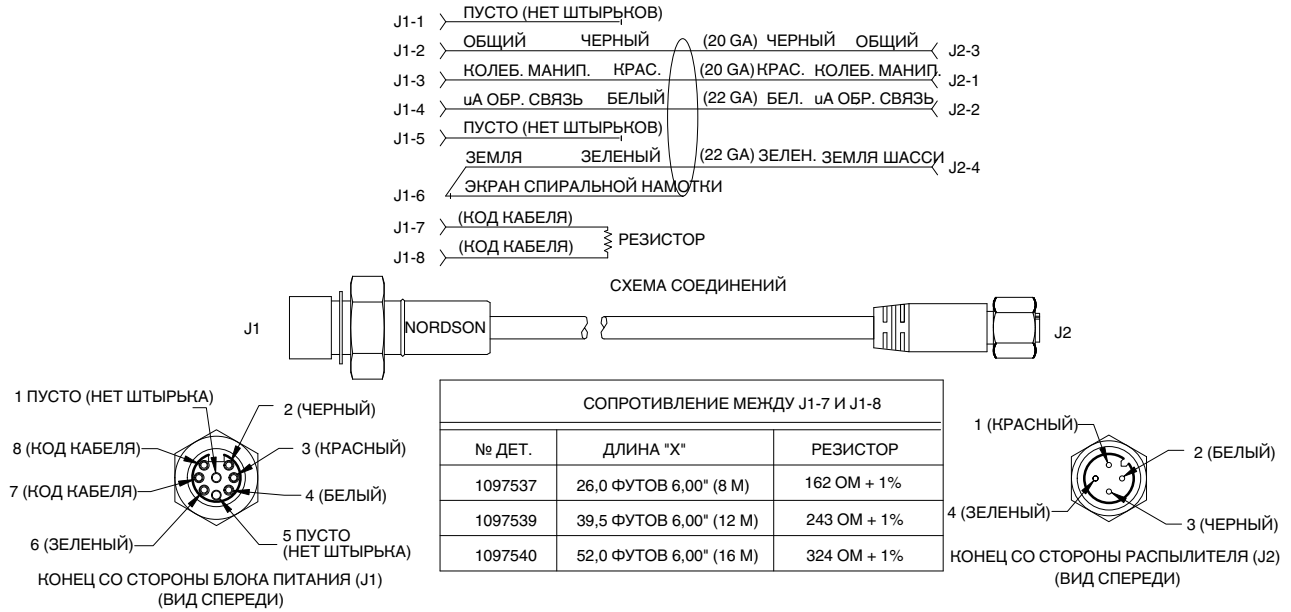 J1-1 ПУСТО (НЕТ ШТЫРЬКОВ)
J1-2 ОБЩИЙ ЧЕРНЫЙ (20 GA) ЧЕРНЫЙ ОБЩИЙ J2-3
J1-3 КОЛЕБ. МАНИП. КРАС. (20 GA) КРАС. КОЛЕБ. МАНИП. J2-1
J1-4 uA ОБР. СВЯЗЬ БЕЛЫЙ (22 GA) БЕЛ. uA ОБР. СВЯЗЬ J2-2
J1-5 ПУСТО (НЕТ ШТЫРЬКОВ)
ЗЕМЛЯ ЗЕЛЕНЫЙ (22 GA) ЗЕЛЕН. ЗЕМЛЯ ШАССИ J2-4
J1-6 ЭКРАН СПИРАЛЬНОЙ НАМОТКИ
J1-7 (КОД КАБЕЛЯ)
РЕЗИСТОР
J1-8 (КОД КАБЕЛЯ)
СХЕМА СОЕДИНЕНИЙ
J1 NORDSON J2
1 ПУСТО (НЕТ ШТЫРЬКА)
2 (ЧЕРНЫЙ)
8 (КОД КАБЕЛЯ)
3 (КРАСНЫЙ)
7 (КОД КАБЕЛЯ)
4 (БЕЛЫЙ)
6 (ЗЕЛЕНЫЙ)
5 ПУСТО
(НЕТ ШТЫРЬКА)
КОНЕЦ СО СТОРОНЫ БЛОКА ПИТАНИЯ (J1)
(ВИД СПЕРЕДИ)
СОПРОТИВЛЕНИЕ МЕЖДУ J1-7 И J1-8
№ ДЕТ. ДЛИНА "X" РЕЗИСТОР
1097537 26,0 ФУТОВ 6,00" (8 М) 162 ОМ + 1%
1097539 39,5 ФУТОВ 6,00" (12 М) 243 ОМ + 1%
1097540 52,0 ФУТОВ 6,00" (16 М) 324 ОМ + 1%
1 (КРАСНЫЙ)
2 (БЕЛЫЙ)
4 (ЗЕЛЕНЫЙ)
3 (ЧЕРНЫЙ)
КОНЕЦ СО СТОРОНЫ РАСПЫЛИТЕЛЯ (J2)
(ВИД СПЕРЕДИ)